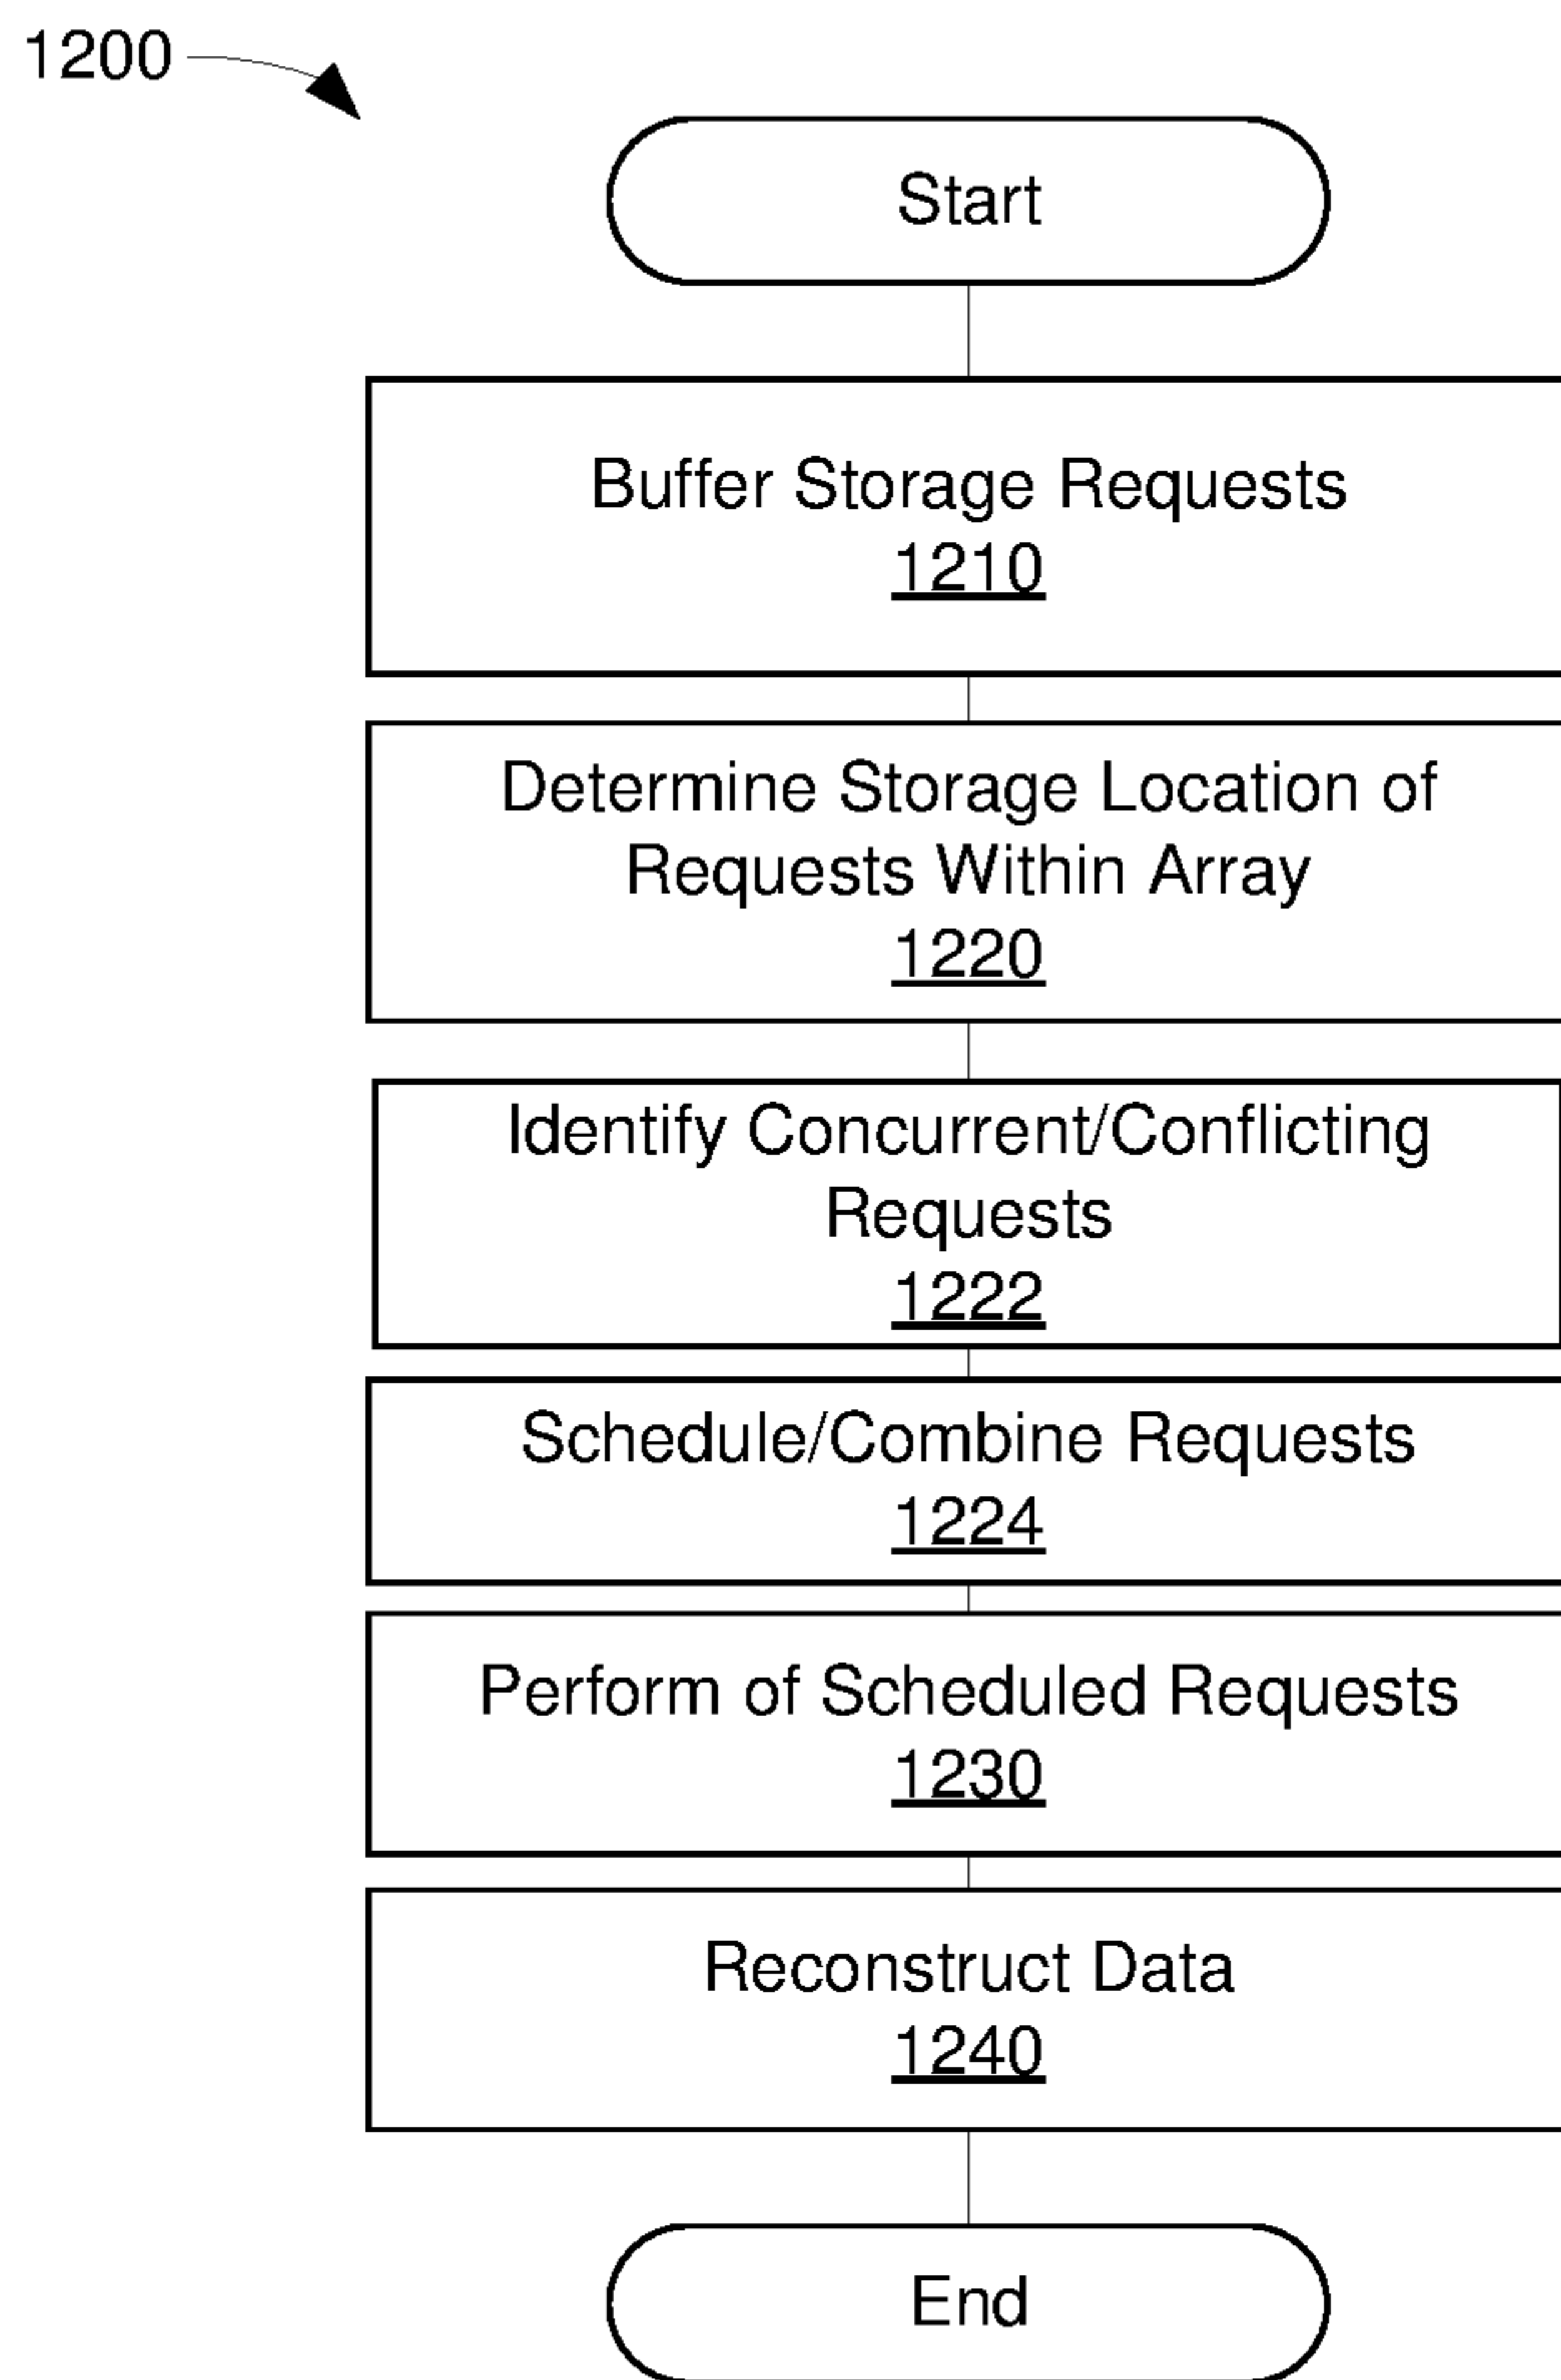 1200
Start
Buffer Storage Requests
1210
Determine Storage Location of
Requests Within Array
1220
Identify Concurrent/Conflicting
Requests
1222
Schedule/Combine Requests
1224
Perform of Scheduled Requests
1230
Reconstruct Data
1240
End